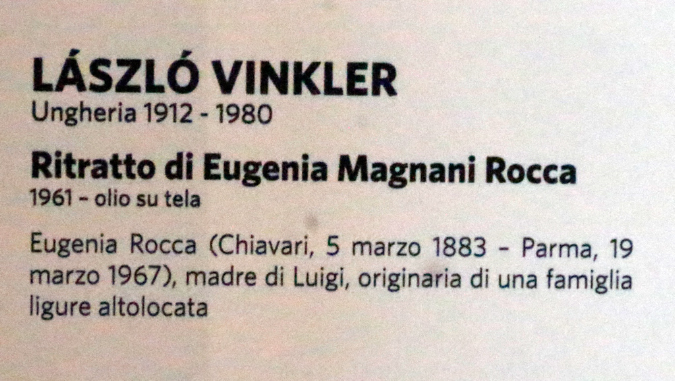 LÁSZLÓ VINKLER
Ungheria 1912 - 1980
Ritratto di Eugenia Magnani Rocca
1961 – olio su tela
Eugenia Rocca (Chiavari, 5 marzo 1883 – Parma, 19
marzo 1967), madre di Luigi, originaria di una famiglia
ligure altolocata